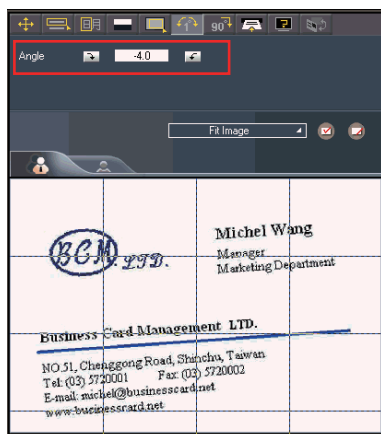 90°
Angle -4.0
Fit Image
BCM. LTD.
Michel Wang
Manager
Marketing Department
Business Card Management LTD.
NO.51, Chenggong Road, Shinchu, Taiwan
Tel: (03) 5720001 Fax: (03) 5720002
E-mail: michel@businesscard.net
www.businesscard.net